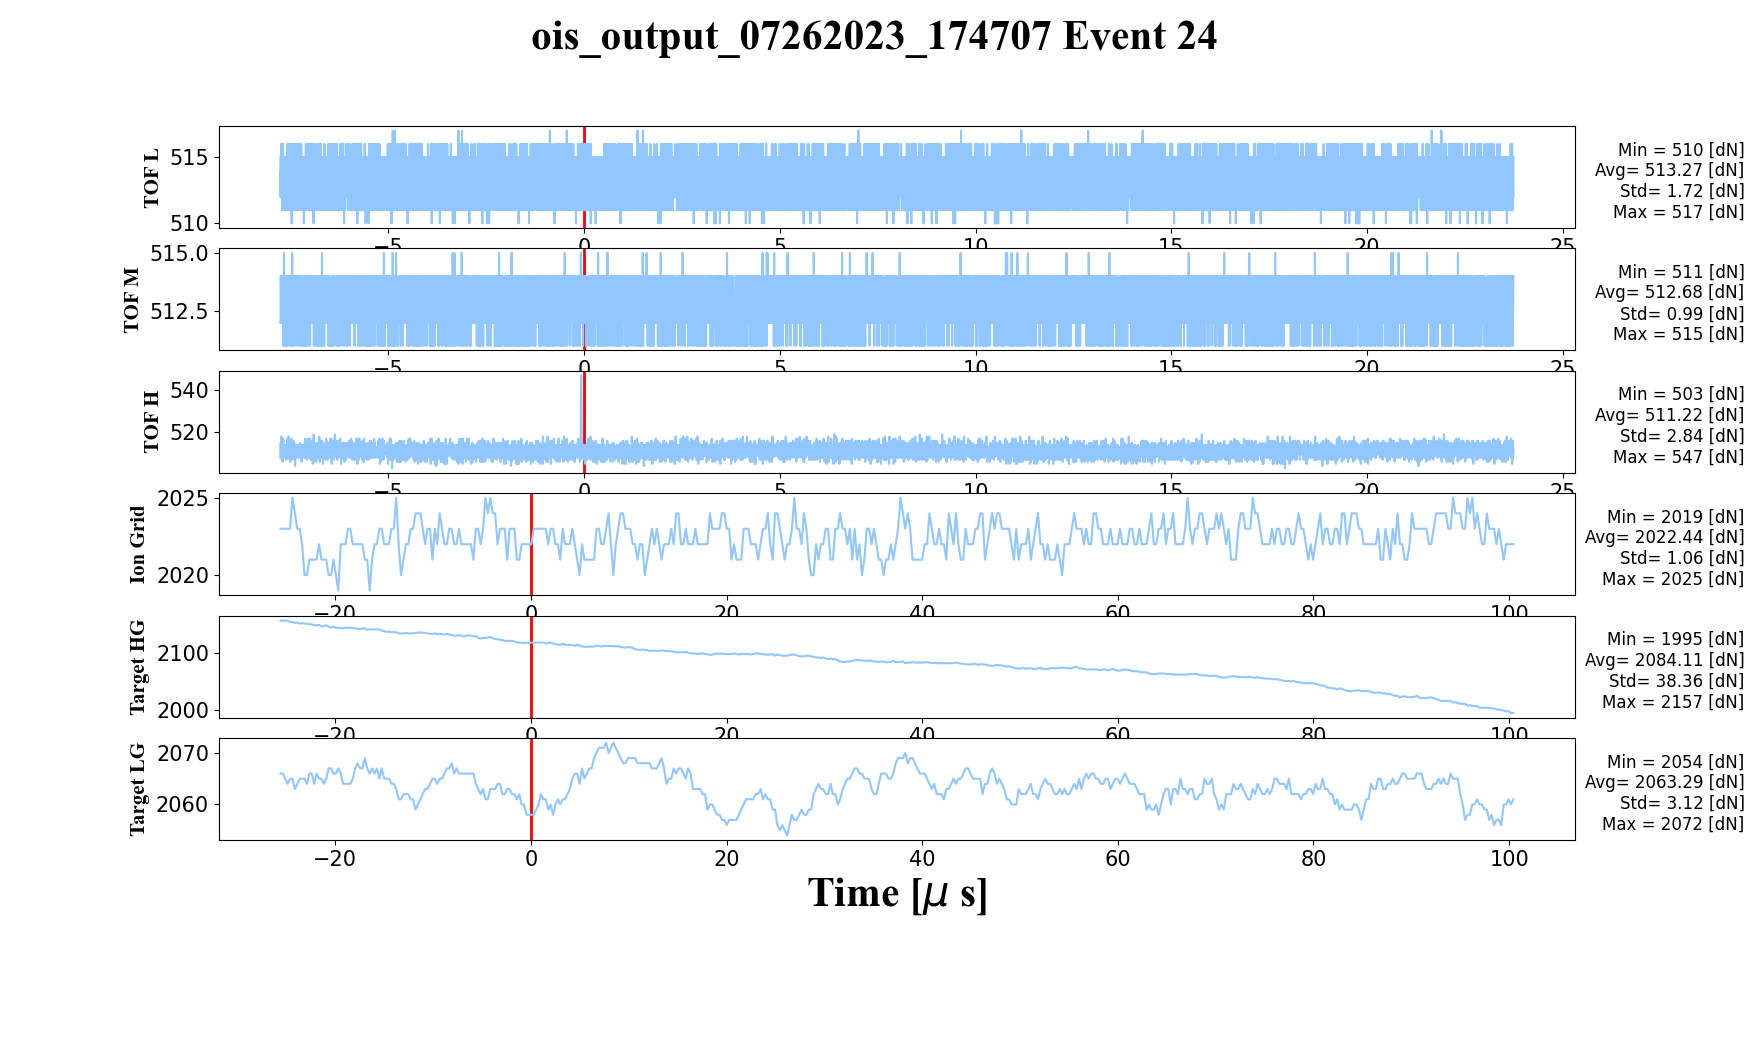 ois_output_07262023_174707 Event 24
TOF L
515
510
−5
0
5
10
15
20
25
Min = 510 [dN]
Avg= 513.27 [dN]
Std= 1.72 [dN]
Max = 517 [dN]
TOF M
515.0
512.5
−5
0
5
10
15
20
25
Min = 511 [dN]
Avg= 512.68 [dN]
Std= 0.99 [dN]
Max = 515 [dN]
TOF H
540
520
−5
0
5
10
15
20
25
Min = 503 [dN]
Avg= 511.22 [dN]
Std= 2.84 [dN]
Max = 547 [dN]
Ion Grid
2025
2020
−20
0
20
40
60
80
100
Min = 2019 [dN]
Avg= 2022.44 [dN]
Std= 1.06 [dN]
Max = 2025 [dN]
Target HG
2100
2000
−20
0
20
40
60
80
100
Min = 1995 [dN]
Avg= 2084.11 [dN]
Std= 38.36 [dN]
Max = 2157 [dN]
Target LG
2070
2060
−20
0
20
40
60
80
100
Min = 2054 [dN]
Avg= 2063.29 [dN]
Std= 3.12 [dN]
Max = 2072 [dN]
Time [μ s]